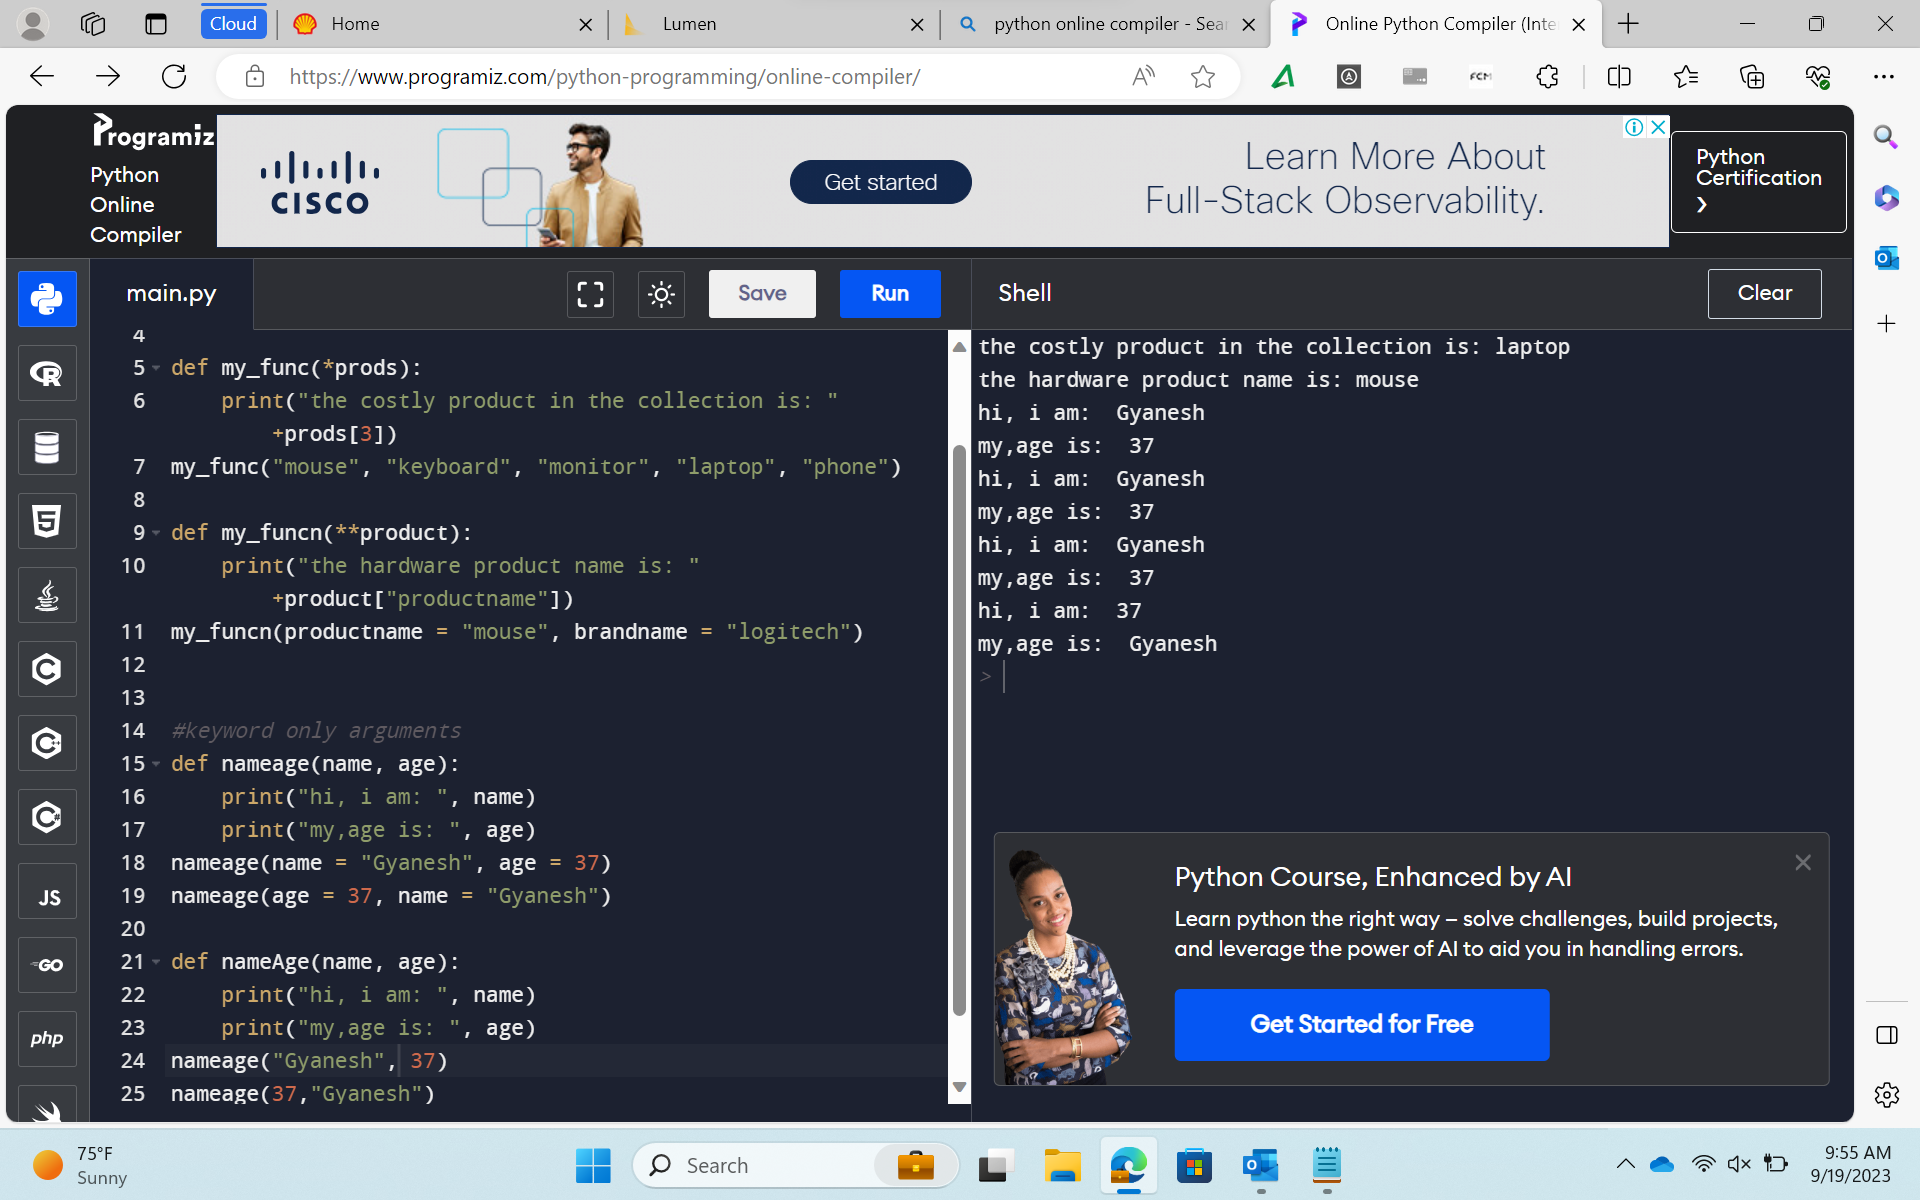 Cloud
Home
Lumen
python online compiler - Sear
Online Python Compiler (Inte
https://www.programiz.com/python-programming/online-compiler/
FCM
Programiz
Python
Online
Compiler
CISCO
Get started
Learn More About
Full-Stack Observability.
Python
Certification
main.py
Save
Run
Shell
Clear
4
5 def my_func(*prods):
6 print("the costly product in the collection is: "
+prods[3])
7 my_func("mouse", "keyboard", "monitor", "laptop", "phone")
8
9 def my_funcn(**product):
10 print("the hardware product name is: "
+product["productname"])
11 my_funcn(productname = "mouse", brandname = "logitech")
12
13
14 #keyword only arguments
15 def nameage(name, age):
16 print("hi, i am: ", name)
17 print("my,age is: ", age)
18 nameage(name = "Gyanesh", age = 37)
19 nameage(age = 37, name = "Gyanesh")
20
21 def nameAge(name, age):
22 print("hi, i am: ", name)
23 print("my,age is: ", age)
24 nameage("Gyanesh", 37)
25 nameage(37,"Gyanesh")
JS
GO
php
the costly product in the collection is: laptop
the hardware product name is: mouse
hi, i am:  Gyanesh
my,age is:  37
hi, i am:  Gyanesh
my,age is:  37
hi, i am:  Gyanesh
my,age is:  37
hi, i am:  37
my,age is:  Gyanesh
>
Python Course, Enhanced by AI
Learn python the right way – solve challenges, build projects,
and leverage the power of AI to aid you in handling errors.
Get Started for Free
75°F
Sunny
Search
9:55 AM
9/19/2023